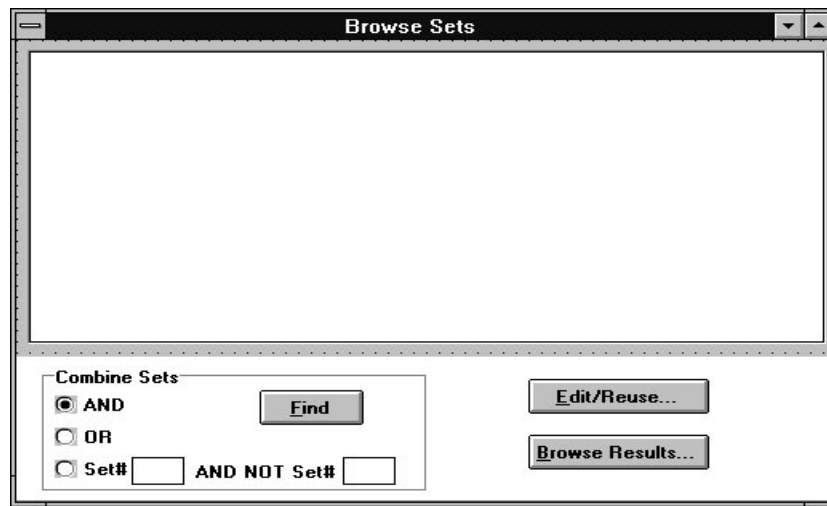 Browse Sets
Combine Sets
AND
Find
OR
Set# AND NOT Set#
Edit/Reuse...
Browse Results...